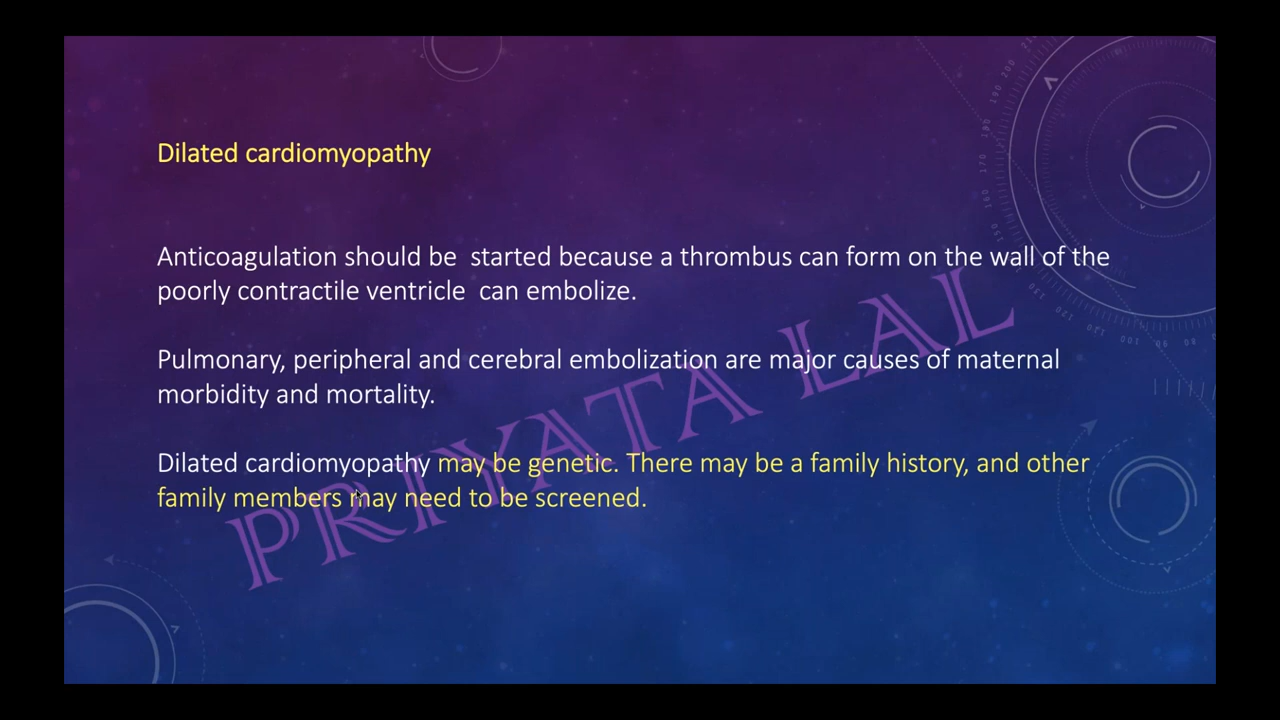 Dilated cardiomyopathy
Anticoagulation should be started because a thrombus can form on the wall of the
poorly contractile ventricle can embolize.
Pulmonary, peripheral and cerebral embolization are major causes of maternal
morbidity and mortality.
Dilated cardiomyopathy may be genetic. There may be a family history, and other
family members may need to be screened.
PRIYATA LAL